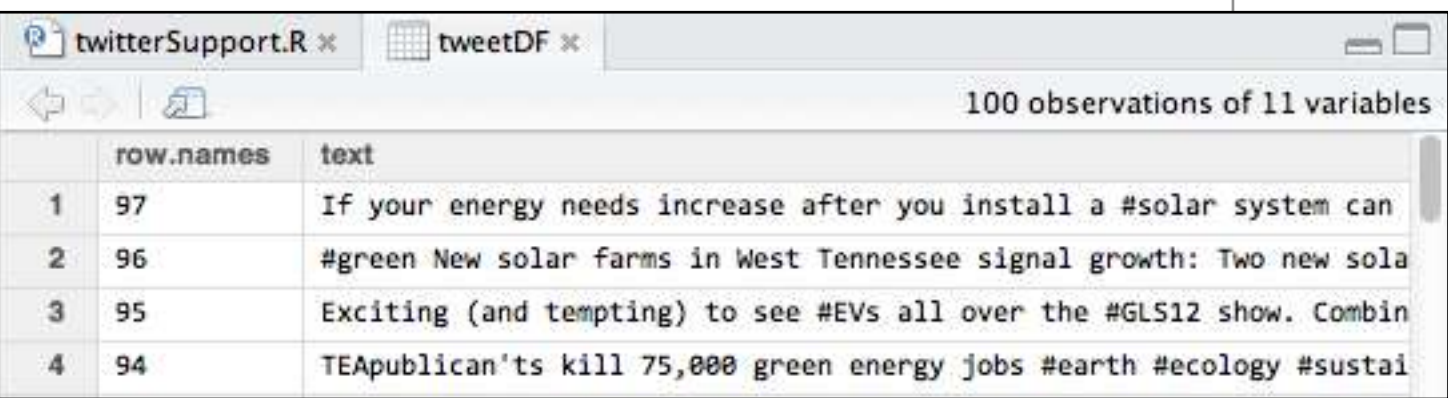 twitterSupport.R × tweetDF ×
100 observations of 11 variables
row.names text
1 97 If your energy needs increase after you install a #solar system can
2 96 #green New solar farms in West Tennessee signal growth: Two new sola
3 95 Exciting (and tempting) to see #EVs all over the #GLS12 show. Combin
4 94 TEApublican'ts kill 75,000 green energy jobs #earth #ecology #sustai